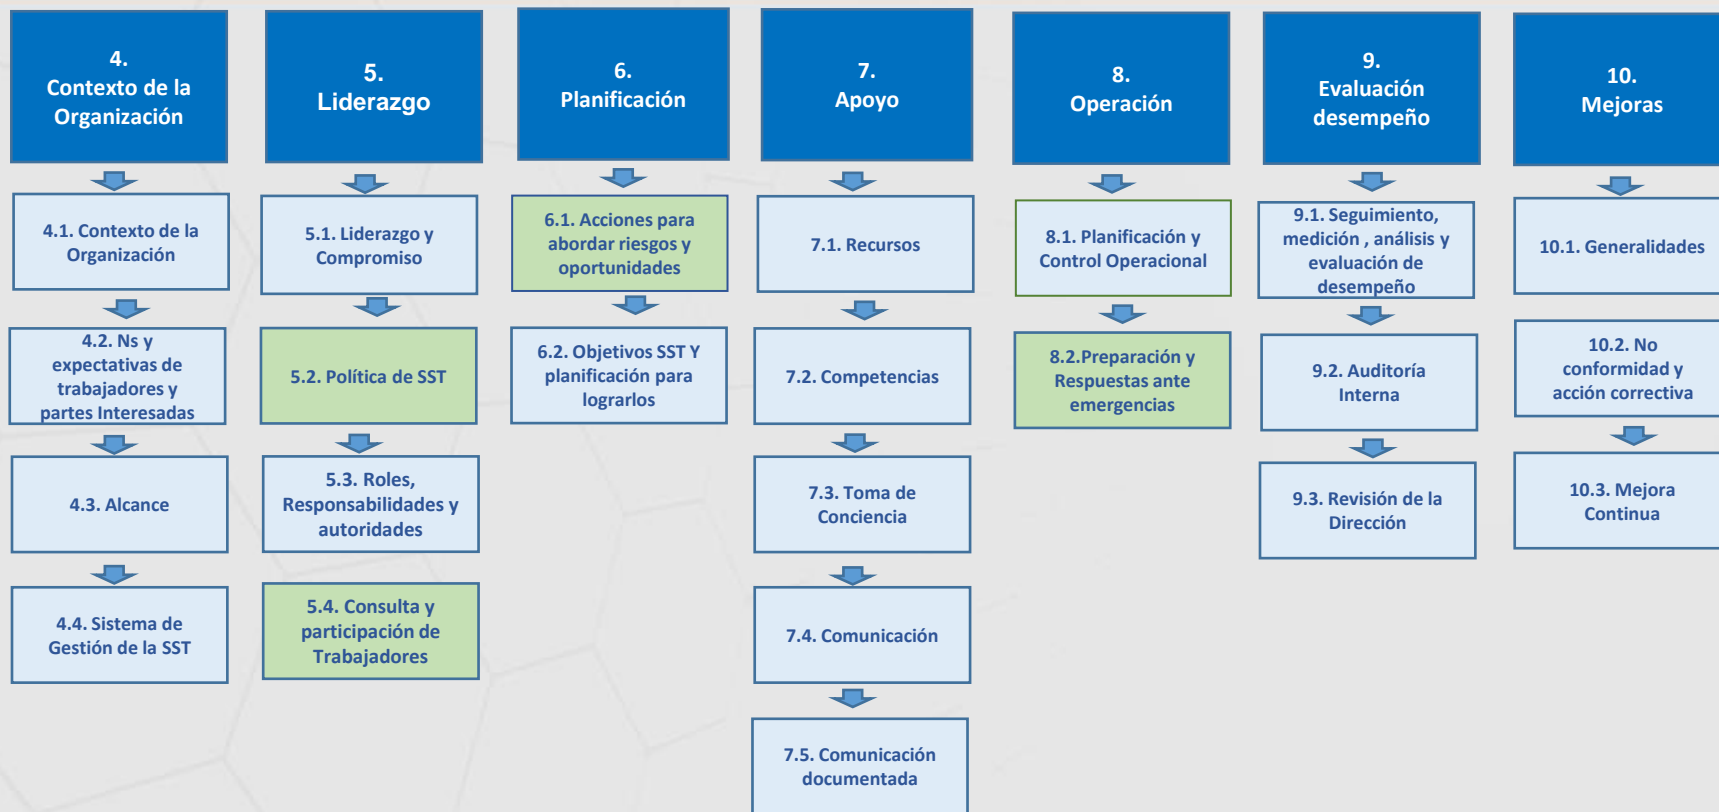 4.
Contexto de la
Organización
4.1. Contexto de la
Organización
4.2. Ns y
expectativas de
trabajadores y
partes Interesadas
4.3. Alcance
4.4. Sistema de
Gestión de la SST
5.
Liderazgo
5.1. Liderazgo y
Compromiso
5.2. Política de SST
5.3. Roles,
Responsabilidades y
autoridades
5.4. Consulta y
participación de
Trabajadores
6.
Planificación
6.1. Acciones para
abordar riesgos y
oportunidades
6.2. Objetivos SST Y
planificación para
lograrlos
7.
Apoyo
7.1. Recursos
7.2. Competencias
7.3. Toma de
Conciencia
7.4. Comunicación
7.5. Comunicación
documentada
8.
Operación
8.1. Planificación y
Control Operacional
8.2.Preparación y
Respuestas ante
emergencias
9.
Evaluación
desempeño
9.1. Seguimiento,
medición , análisis y
evaluación de
desempeño
9.2. Auditoría
Interna
9.3. Revisión de la
Dirección
10.
Mejoras
10.1. Generalidades
10.2. No
conformidad y
acción correctiva
10.3. Mejora
Continua